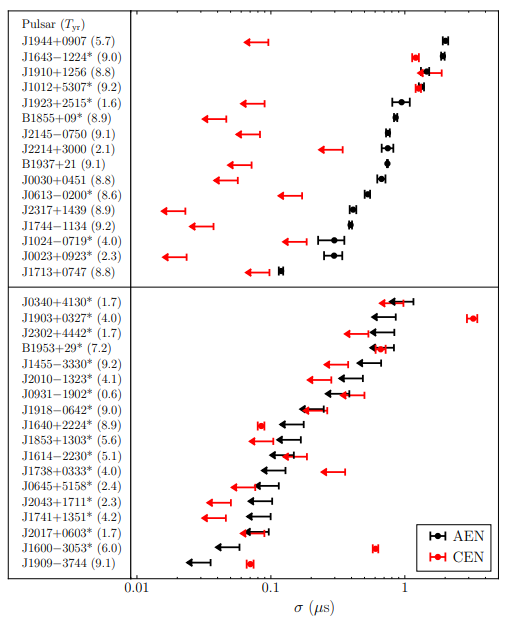 Pulsar (Tyr)
J1944+0907 (5.7)
J1643−1224* (9.0)
J1910+1256 (8.8)
J1012+5307* (9.2)
J1923+2515* (1.6)
B1855+09* (8.9)
J2145−0750 (9.1)
J2214+3000 (2.1)
B1937+21 (9.1)
J0030+0451 (8.8)
J0613−0200* (8.6)
J2317+1439 (8.9)
J1744−1134 (9.2)
J1024−0719* (4.0)
J0023+0923* (2.3)
J1713+0747 (8.8)
J0340+4130* (1.7)
J1903+0327* (4.0)
J2302+4442* (1.7)
B1953+29* (7.2)
J1455−3330* (9.2)
J2010−1323* (4.1)
J0931−1902* (0.6)
J1918−0642* (9.0)
J1640+2224* (8.9)
J1853+1303* (5.6)
J1614−2230* (5.1)
J1738+0333* (4.0)
J0645+5158* (2.4)
J2043+1711* (2.3)
J1741+1351* (4.2)
J2017+0603* (1.7)
J1600−3053* (6.0)
J1909−3744 (9.1)
AEN
CEN
0.01 0.1 1
σ (μs)